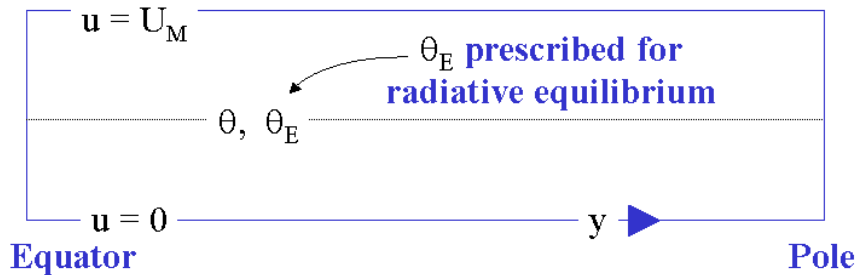 u = U_M
θ_E prescribed for
radiative equilibrium
θ, θ_E
u = 0 y
Equator Pole